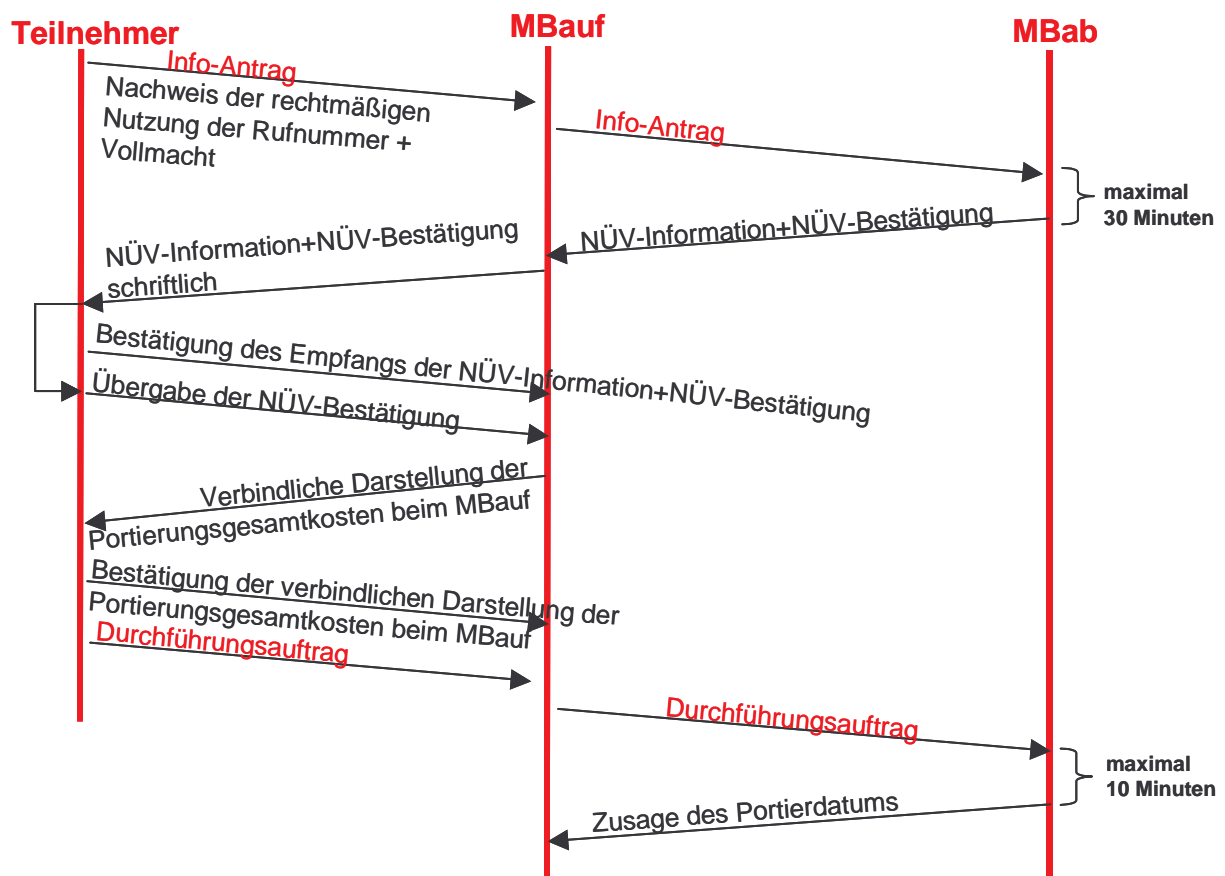 Teilnehmer
MBauf
MBab
Info-Antrag
Nachweis der rechtmäßigen
Nutzung der Rufnummer +
Vollmacht
Info-Antrag
maximal
30 Minuten
NÜV-Information+NÜV-Bestätigung
NÜV-Information+NÜV-Bestätigung
schriftlich
Bestätigung des Empfangs der NÜV-Information+NÜV-Bestätigung
Übergabe der NÜV-Bestätigung
Verbindliche Darstellung der
Portierungsgesamtkosten beim MBauf
Bestätigung der verbindlichen Darstellung der
Portierungsgesamtkosten beim MBauf
Durchführungsauftrag
Durchführungsauftrag
maximal
10 Minuten
Zusage des Portierdatums